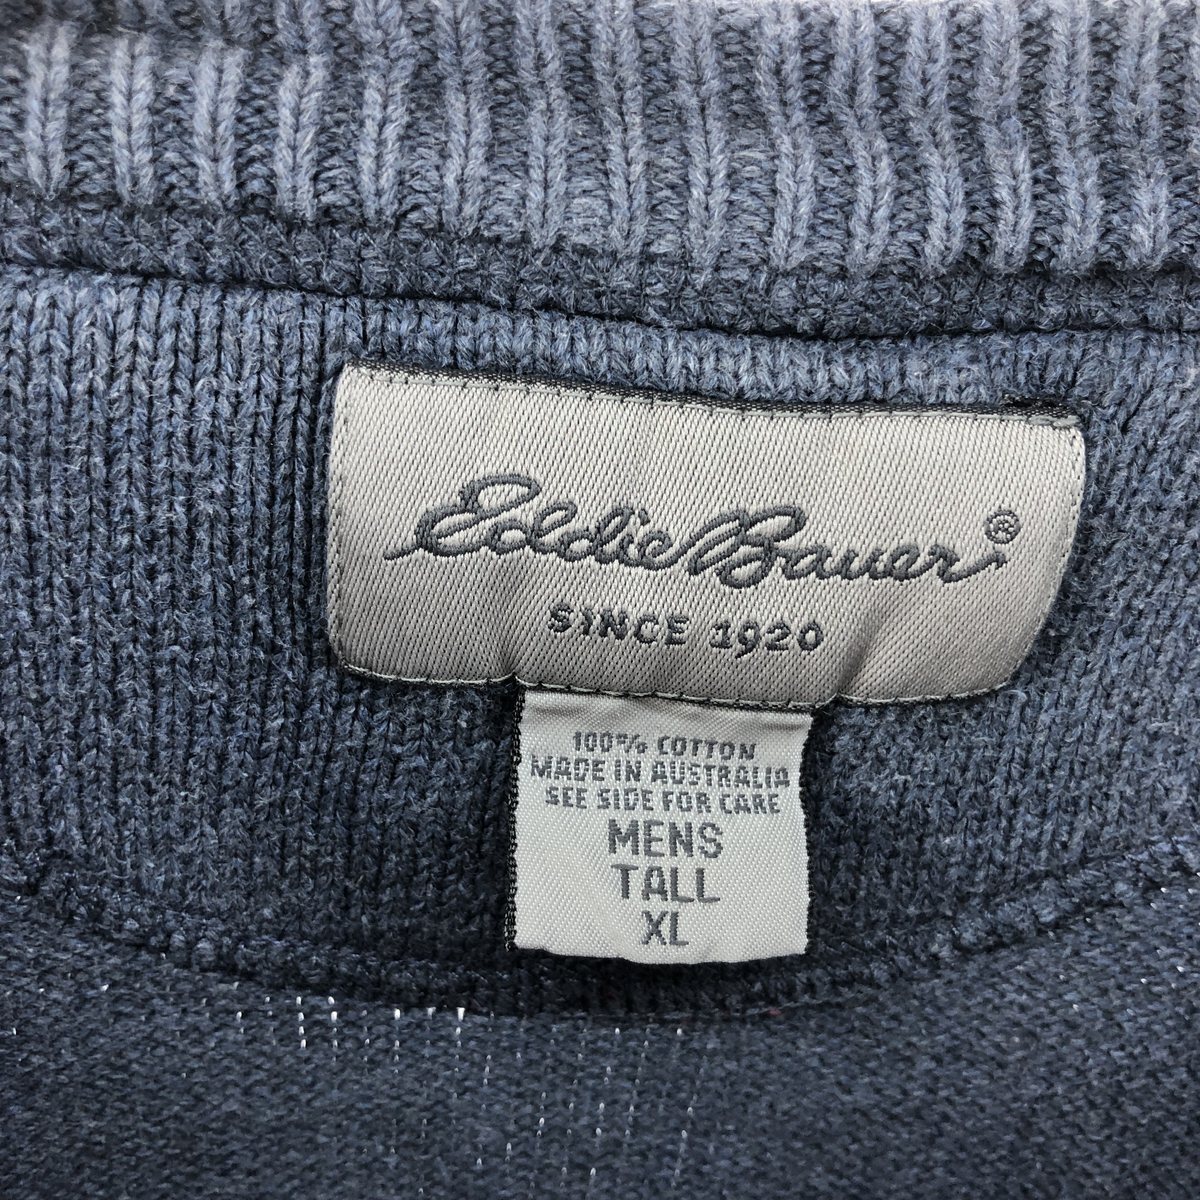 Eddie Bauer®
SINCE 1920
100% COTTON
MADE IN AUSTRALIA
SEE SIDE FOR CARE
MENS
TALL
XL